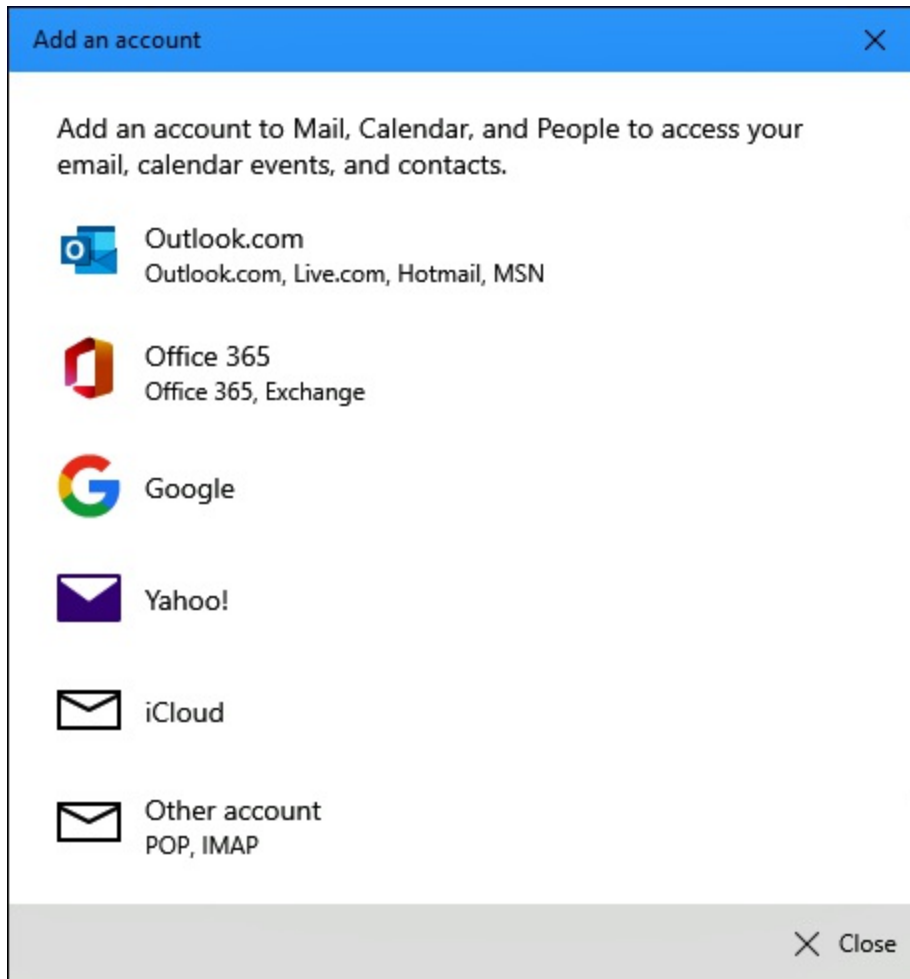 Add an account
Add an account to Mail, Calendar, and People to access your
email, calendar events, and contacts.
Outlook.com
Outlook.com, Live.com, Hotmail, MSN
Office 365
Office 365, Exchange
Google
Yahoo!
iCloud
Other account
POP, IMAP
Close